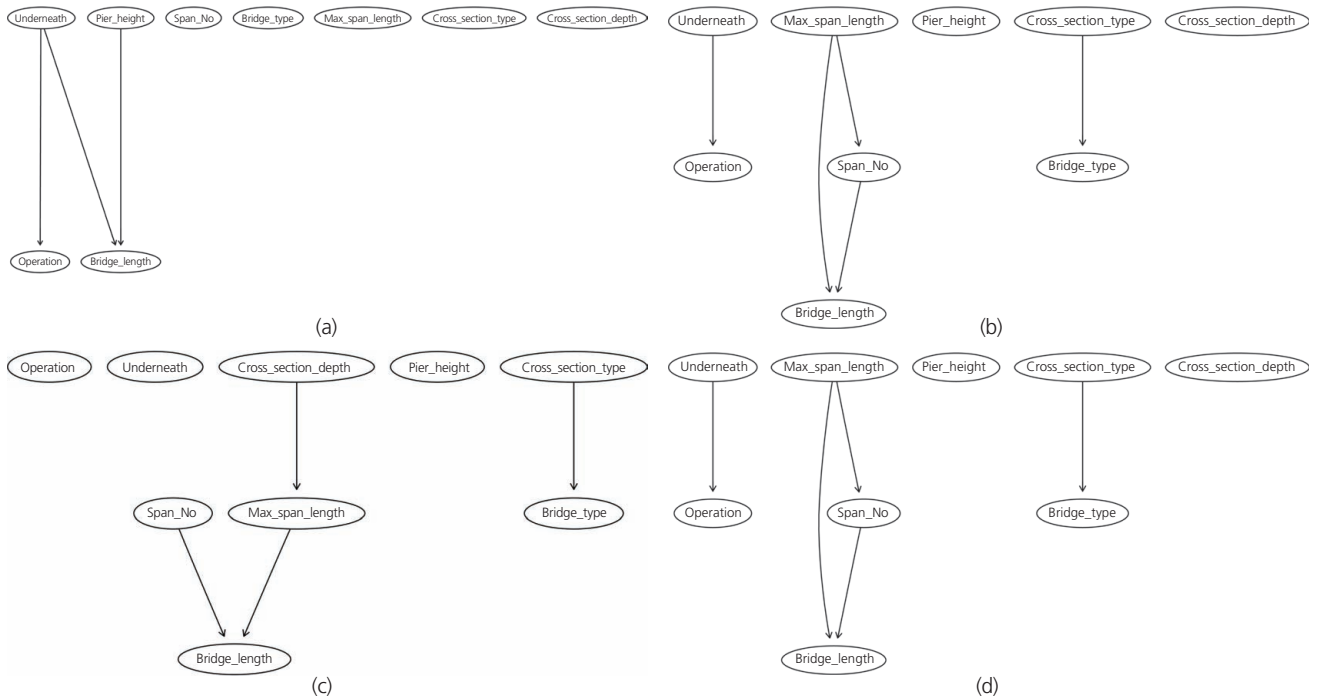 Underneath Pier_height Span_No Bridge_type Max_span_length Cross_section_type Cross_section_depth
Operation Bridge_length
(a)
Underneath Max_span_length Pier_height Cross_section_type Cross_section_depth
Operation Span_No Bridge_type
Bridge_length
(b)
Operation Underneath Cross_section_depth Pier_height Cross_section_type
Span_No Max_span_length Bridge_type
Bridge_length
(c)
Underneath Max_span_length Pier_height Cross_section_type Cross_section_depth
Operation Span_No Bridge_type
Bridge_length
(d)